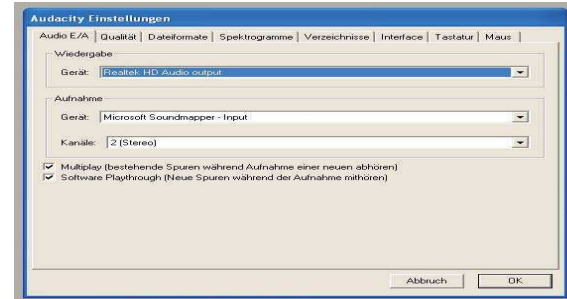 Audacity Einstellungen
Audio E/A | Qualität | Dateiformate | Spektrogramme | Verzeichnisse | Interface | Tastatur | Maus |
Wiedergabe
Gerät: Realtek HD Audio output
Aufnahme
Gerät: Microsoft Soundmapper - Input
Kanäle: 2 (Stereo)
Multiplay (bestehende Spuren während Aufnahme einer neuen abhören)
Software Playthrough (Neue Spuren während der Aufnahme mithören)
Abbruch OK